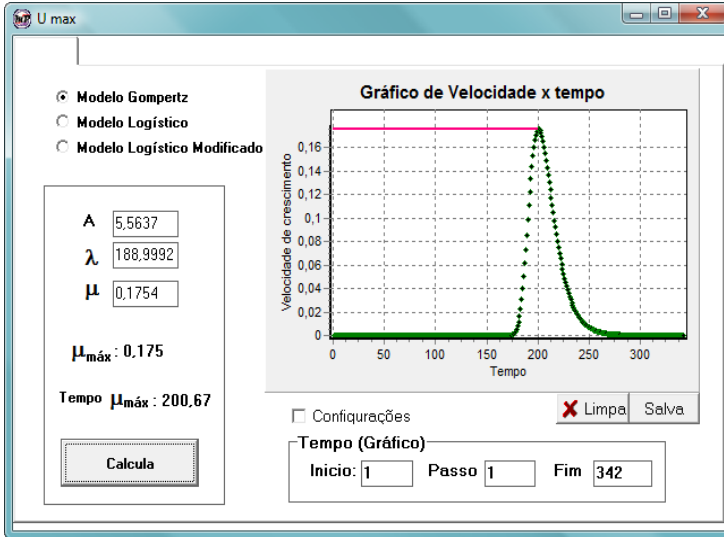 U max
Modelo Gompertz
Modelo Logístico
Modelo Logístico Modificado
A 5,5637
λ 188,9992
μ 0,1754
μmáx : 0,175
Tempo μmáx : 200,67
Calcula
Gráfico de Velocidade x tempo
Velocidade de crescimento
0,16
0,14
0,12
0,1
0,08
0,06
0,04
0,02
0
0 50 100 150 200 250 300
Tempo
Limpa Salva
Configurações
Tempo (Gráfico)
Inicio: 1 Passo 1 Fim 342